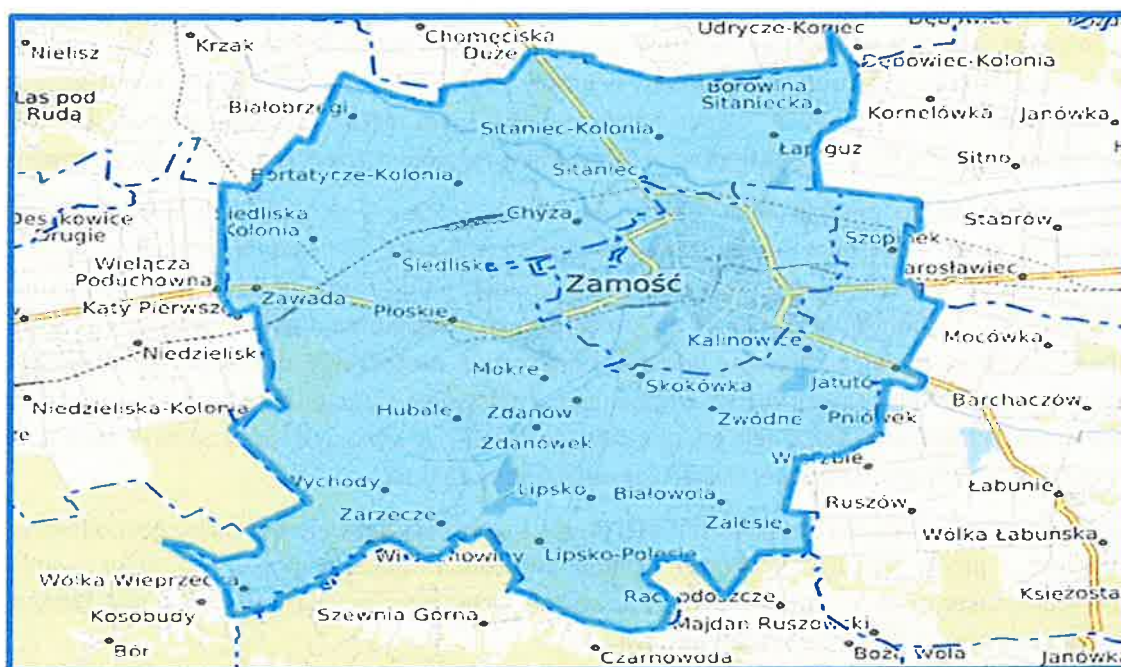 Nielisz
Krzak
Chomęciska
Duże
Udrycze-Koniec
Dębowiec-Kolonia
Las pod
Rudą
Białobrzegi
Borowina
Sitaniecka
Kornelówka
Janówka
Sitaniec-Kolonia
Łapiguz
Sitno
Sitaniec
Bortatycze-Kolonia
Chyża
Deszkowice
Drugie
Siedliska
Kolonia
Stabrów
Szopinek
Siedliska
Wielącza
Poduchowna
Jarosławiec
Zamość
Zawada
Kąty Pierwsze
Płoskie
Mocówka
Niedzieliska
Kalinowice
Mokre
Skokówka
Jatutów
Niedzieliska-Kolonia
Hubale
Zdanów
Zwódne
Pniówek
Barchaczów
Zdanówek
Wierzbie
Wychody
Lipsko
Białowola
Ruszów
Łabunie
Zarzecze
Zalesie
Wólka Łabuńska
Wierzchowiny
Lipsko-Polesie
Wólka Wieprzecka
Kosobudy
Szewnia Górna
Rachodoszcze
Księżosta
Majdan Ruszowski
Bór
Czarnowoda
Boża Wola
Janówka